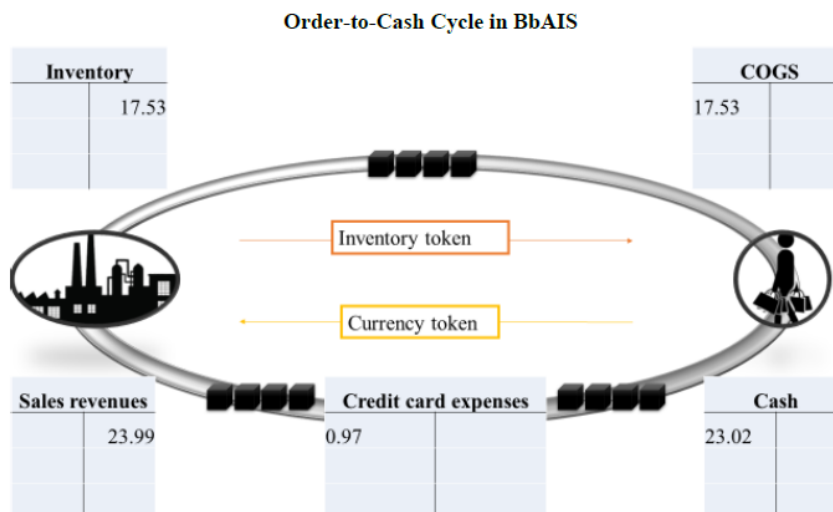 Order-to-Cash Cycle in BbAIS
Inventory
17.53
COGS
17.53
Inventory token
Currency token
Sales revenues
23.99
Credit card expenses
0.97
Cash
23.02